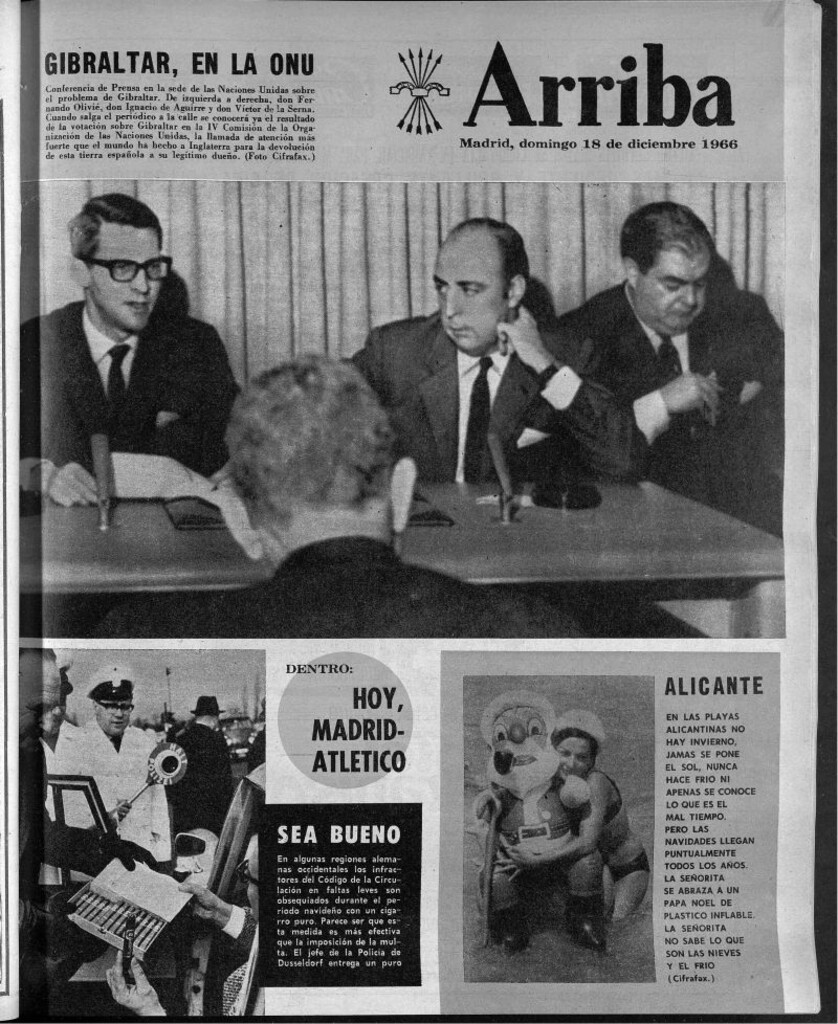 GIBRALTAR, EN LA ONU
Conferencia de Prensa en la sede de las Naciones Unidas sobre
el problema de Gibraltar. De izquierda a derecha, don Fer-
nando Olivié, don Ignacio de Aguirre y don Víctor de la Serna.
Cuando salga el periódico a la calle se conocerá ya el resultado
de la votación sobre Gibraltar en la IV Comisión de la Orga-
nización de las Naciones Unidas, la llamada de atención más
fuerte que el mundo ha hecho a Inglaterra para la devolución
de esta tierra española a su legítimo dueño. (Foto Cifrafax.)
Arriba
Madrid, domingo 18 de diciembre 1966
DENTRO:
HOY,
MADRID-
ATLETICO
SEA BUENO
En algunas regiones alema-
nas occidentales los infrac-
tores del Código de la Circu-
lación en faltas leves son
obsequiados durante el pe-
ríodo navideño con un ciga-
rro puro. Parece ser que es-
ta medida es más efectiva
que la imposición de la mul-
ta. El jefe de la Policía de
Dusseldorf entrega un puro
ALICANTE
EN LAS PLAYAS
ALICANTINAS NO
HAY INVIERNO,
JAMAS SE PONE
EL SOL, NUNCA
HACE FRIO NI
APENAS SE CONOCE
LO QUE ES EL
MAL TIEMPO.
PERO LAS
NAVIDADES LLEGAN
PUNTUALMENTE
TODOS LOS AÑOS.
LA SEÑORITA
SE ABRAZA A UN
PAPA NOEL DE
PLASTICO INFLABLE.
LA SEÑORITA
NO SABE LO QUE
SON LAS NIEVES
Y EL FRIO
(Cifrafax.)